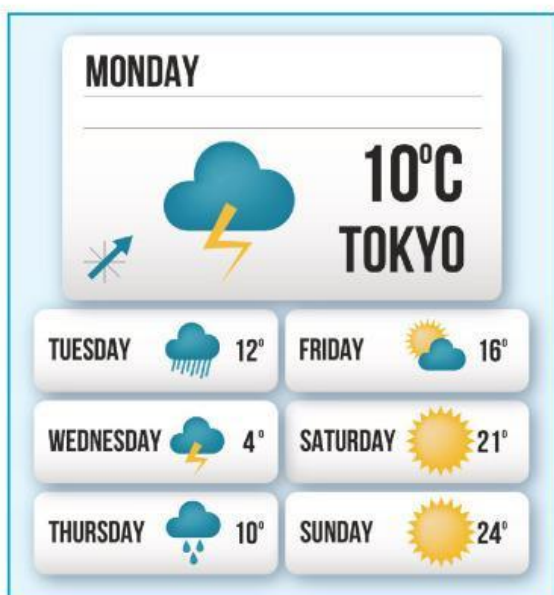 MONDAY
10°C
TOKYO
TUESDAY 12°
WEDNESDAY 4°
THURSDAY 10°
FRIDAY 16°
SATURDAY 21°
SUNDAY 24°